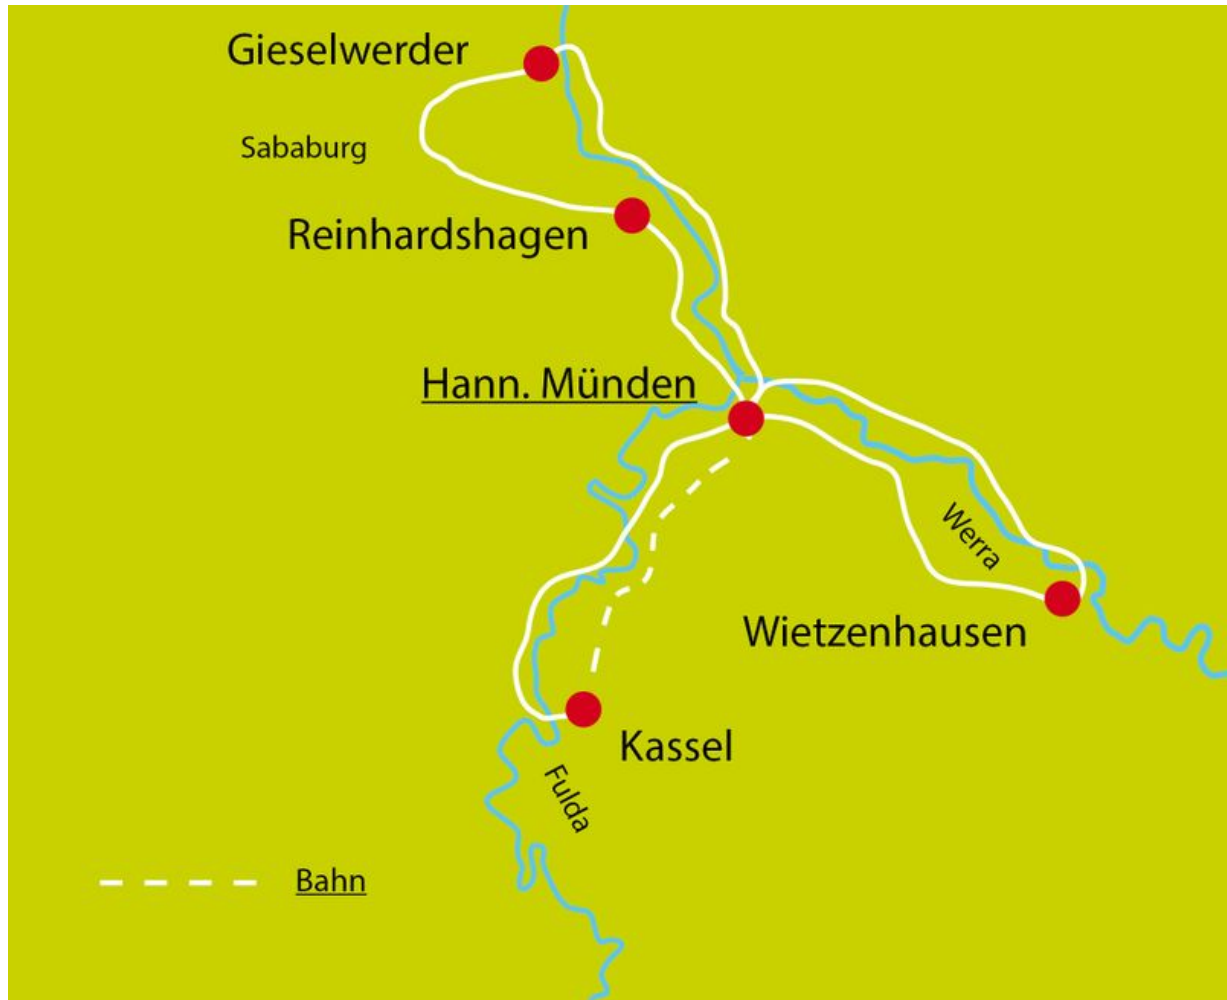 Gieselwerder
Sababurg
Reinhardshagen
Hann. Münden
Werra
Wietzenhausen
Kassel
Fulda
Bahn